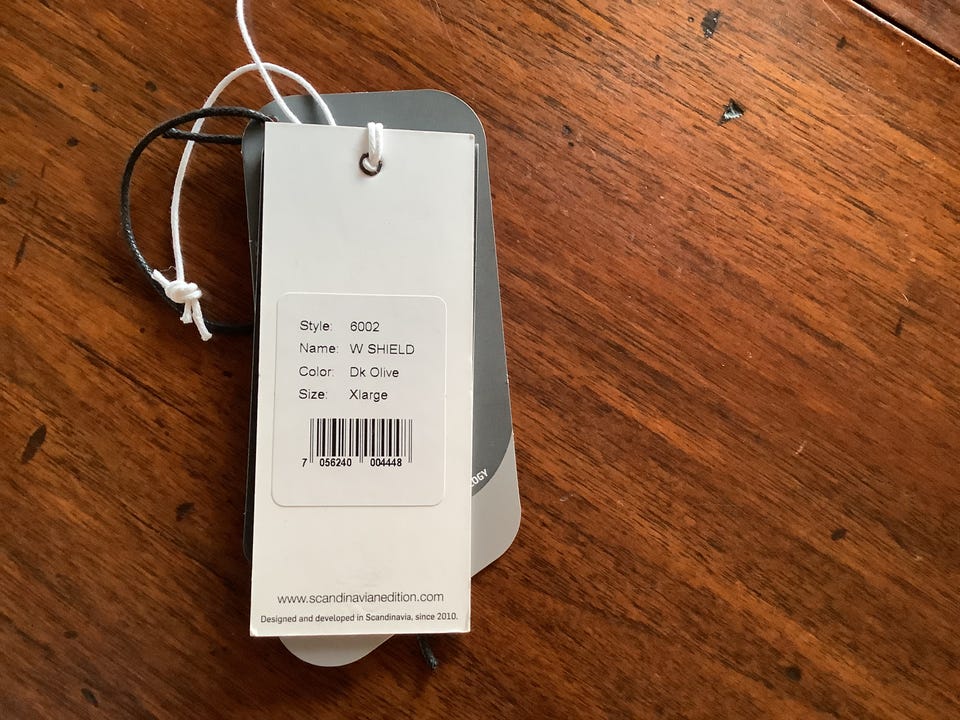 Style: 6002
Name: W SHIELD
Color: Dk Olive
Size: Xlarge
7 056240 004448
www.scandinavianedition.com
Designed and developed in Scandinavia, since 2010.